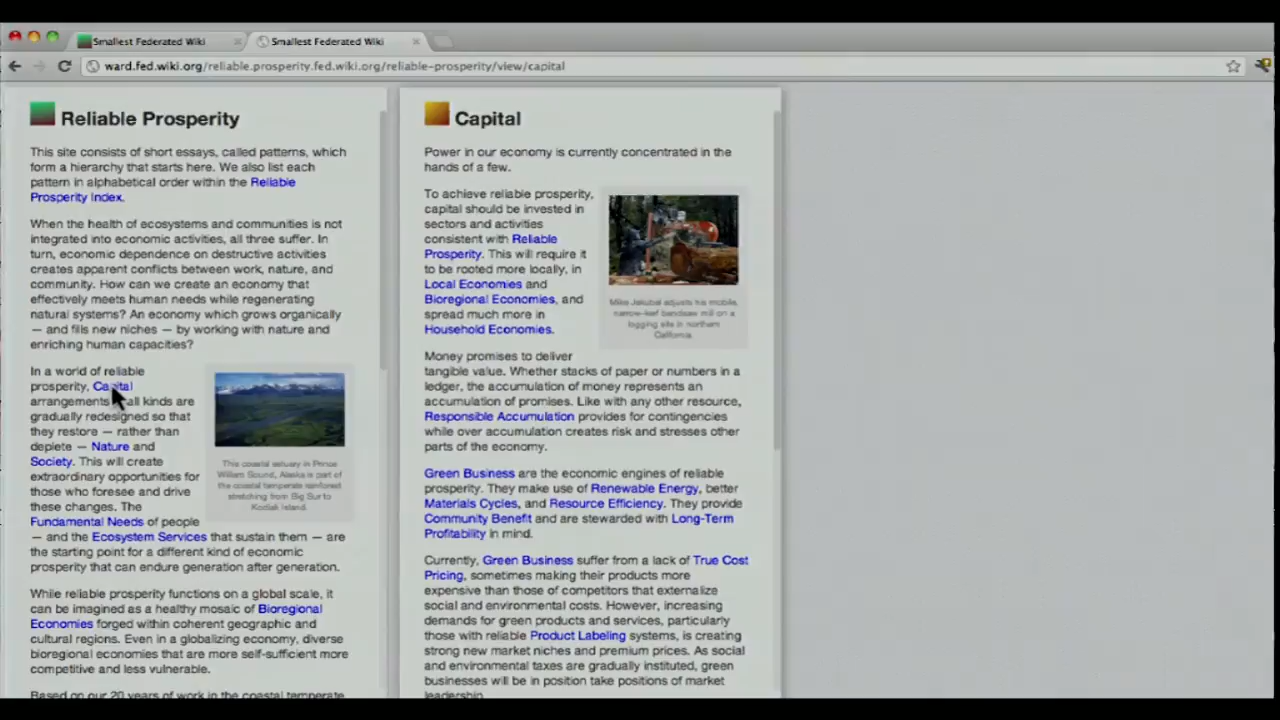 Smallest Federated Wiki
Smallest Federated Wiki
ward.fed.wiki.org/reliable.prosperity.fed.wiki.org/reliable-prosperity/view/capital
Reliable Prosperity
This site consists of short essays, called patterns, which
form a hierarchy that starts here. We also list each
pattern in alphabetical order within the Reliable
Prosperity Index.
When the health of ecosystems and communities is not
integrated into economic activities, all three suffer. In
turn, economic dependence on destructive activities
creates apparent conflicts between work, nature, and
community. How can we create an economy that
effectively meets human needs while regenerating
natural systems? An economy which grows organically
— and fills new niches — by working with nature and
enriching human capacities?
In a world of reliable
prosperity, Capital
arrangements all kinds are
gradually redesigned so that
they restore — rather than
deplete — Nature and
Society. This will create
extraordinary opportunities for
those who foresee and drive
these changes. The
Fundamental Needs of people
— and the Ecosystem Services that sustain them — are
the starting point for a different kind of economic
prosperity that can endure generation after generation.
This coastal estuary in Prince
William Sound, Alaska is part of
the coastal temperate rainforest
stretching from Big Sur to
Kodiak Island.
While reliable prosperity functions on a global scale, it
can be imagined as a healthy mosaic of Bioregional
Economies forged within coherent geographic and
cultural regions. Even in a globalizing economy, diverse
bioregional economies that are more self-sufficient more
competitive and less vulnerable.
Based on our 20 years of work in the coastal temperate
Capital
Power in our economy is currently concentrated in the
hands of a few.
To achieve reliable prosperity,
capital should be invested in
sectors and activities
consistent with Reliable
Prosperity. This will require it
to be rooted more locally, in
Local Economies and
Bioregional Economies, and
spread much more in
Household Economies.
Mike Jakubal adjusts his mobile,
narrow-kerf bandsaw mill on a
logging site in northern
California.
Money promises to deliver
tangible value. Whether stacks of paper or numbers in a
ledger, the accumulation of money represents an
accumulation of promises. Like with any other resource,
Responsible Accumulation provides for contingencies
while over accumulation creates risk and stresses other
parts of the economy.
Green Business are the economic engines of reliable
prosperity. They make use of Renewable Energy, better
Materials Cycles, and Resource Efficiency. They provide
Community Benefit and are stewarded with Long-Term
Profitability in mind.
Currently, Green Business suffer from a lack of True Cost
Pricing, sometimes making their products more
expensive than those of competitors that externalize
social and environmental costs. However, increasing
demands for green products and services, particularly
those with reliable Product Labeling systems, is creating
strong new market niches and premium prices. As social
and environmental taxes are gradually instituted, green
businesses will be in position take positions of market
leadership.